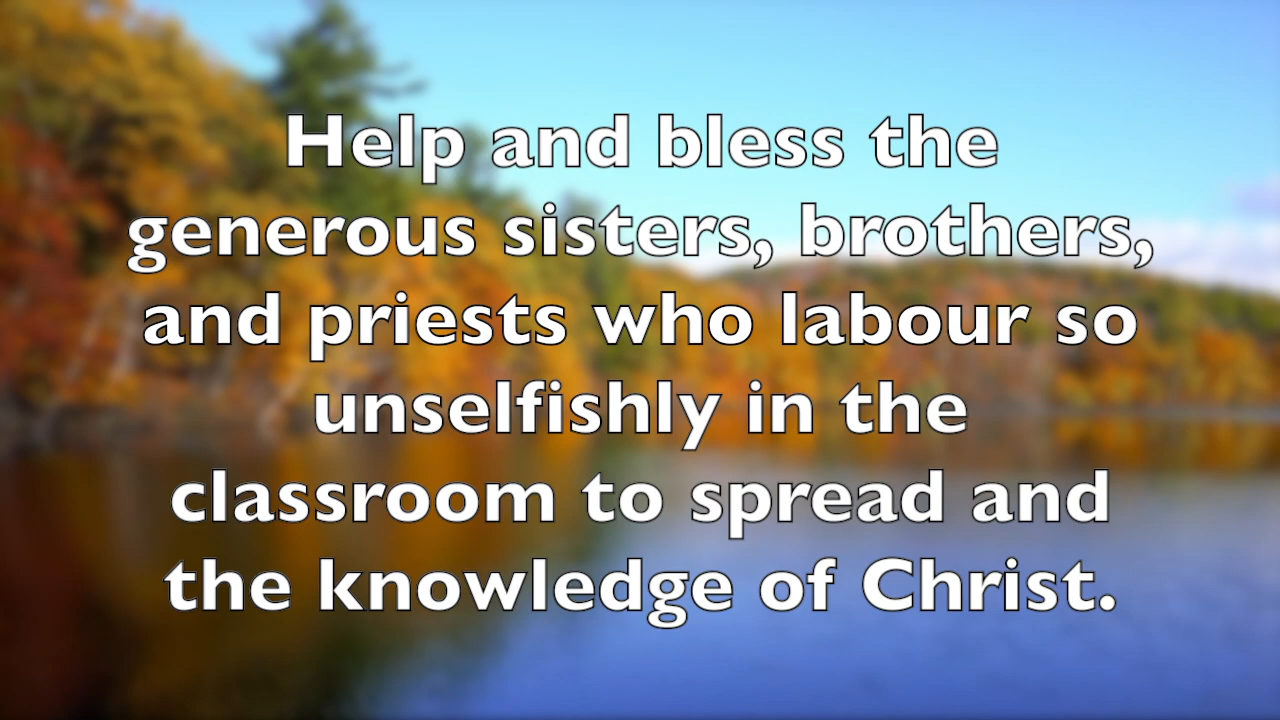 Help and bless the
generous sisters, brothers,
and priests who labour so
unselfishly in the
classroom to spread and
the knowledge of Christ.